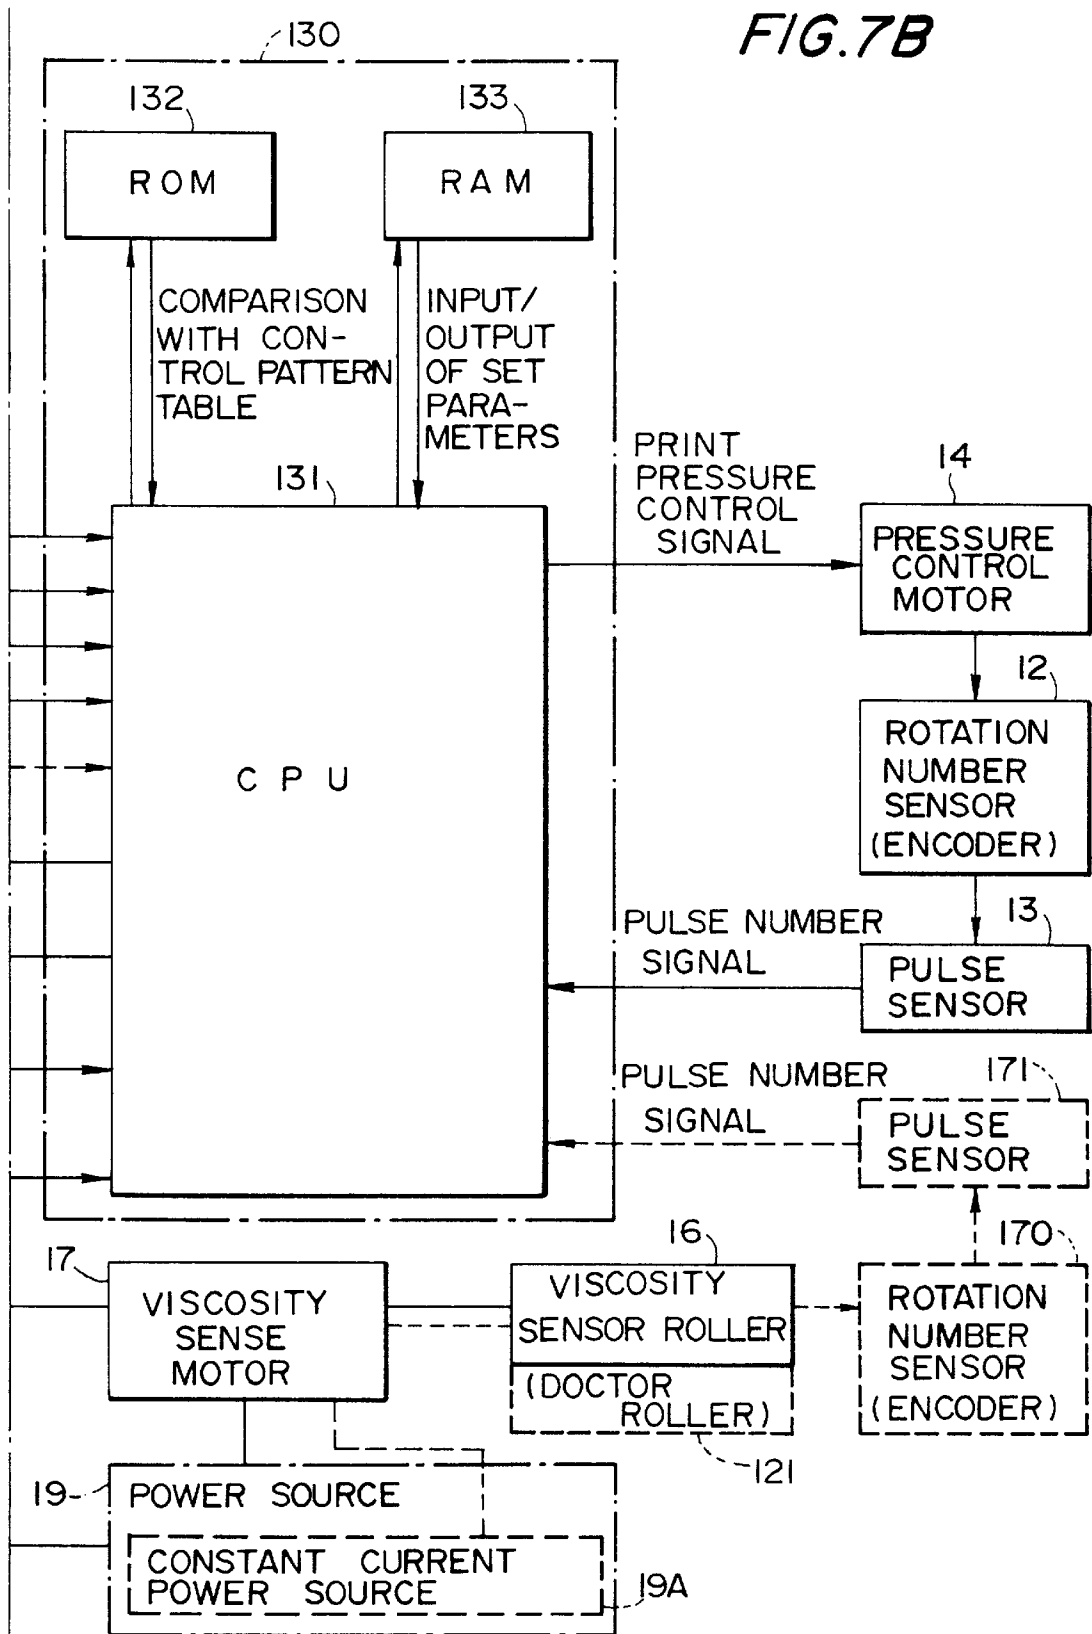 FIG.7B
130
132
133
ROM
RAM
COMPARISON
WITH CON-
TROL PATTERN
TABLE
INPUT/
OUTPUT
OF SET
PARA-
METERS
131
PRINT
PRESSURE
CONTROL
SIGNAL
14
PRESSURE
CONTROL
MOTOR
12
ROTATION
NUMBER
SENSOR
(ENCODER)
CPU
PULSE NUMBER
SIGNAL
13
PULSE
SENSOR
PULSE NUMBER
SIGNAL
171
PULSE
SENSOR
17
VISCOSITY
SENSE
MOTOR
16
VISCOSITY
SENSOR ROLLER
(DOCTOR
ROLLER)
121
170
ROTATION
NUMBER
SENSOR
(ENCODER)
19
POWER SOURCE
CONSTANT CURRENT
POWER SOURCE
19A